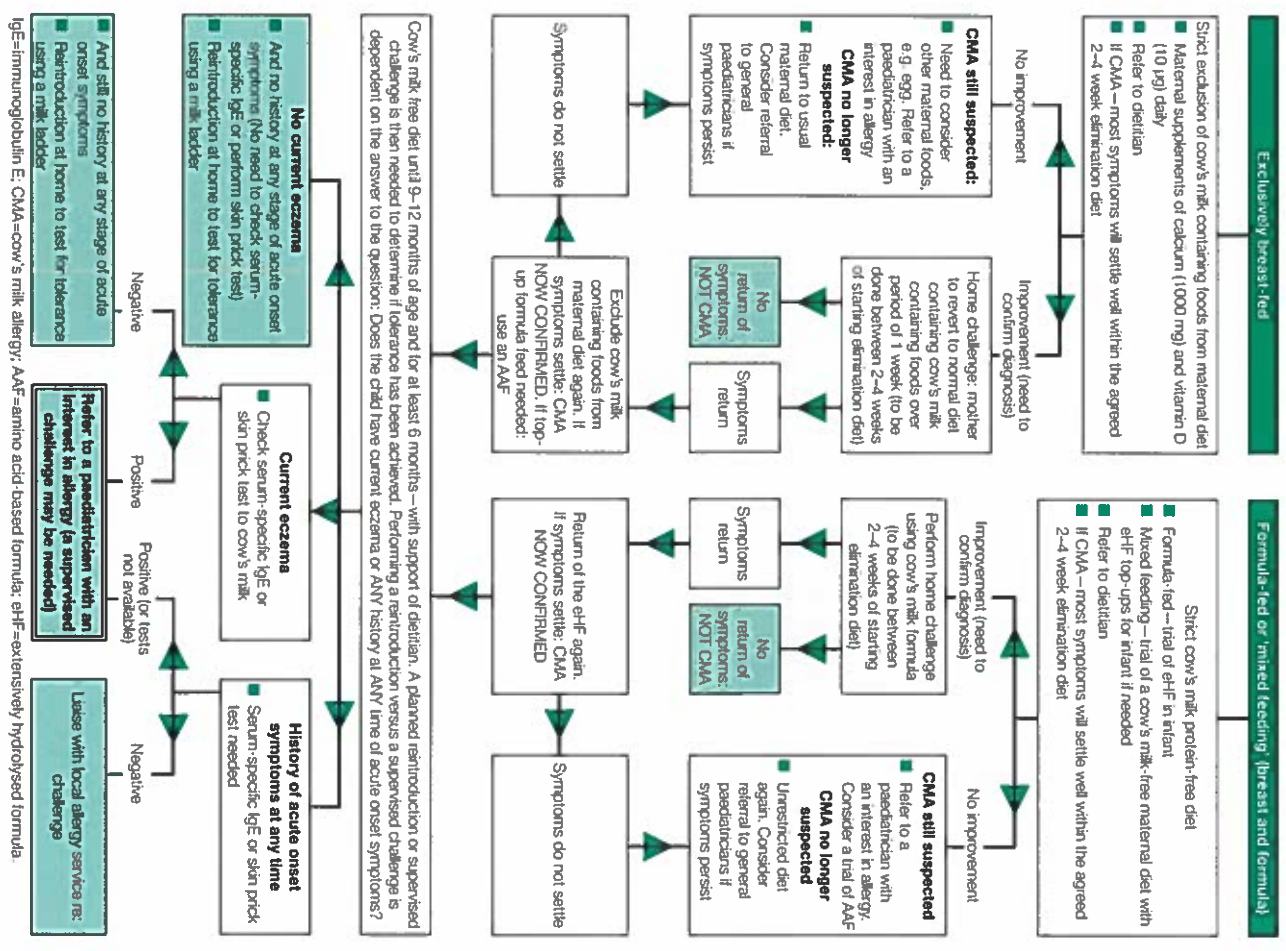 Exclusively breast-fed
Strict exclusion of cow's milk containing foods from maternal diet
Maternal supplements of calcium (1000 mg) and vitamin D
(10 µg) daily
Refer to dietitian
If CMA – most symptoms will settle well within the agreed
2–4 week elimination diet
No improvement
Improvement (need to
confirm diagnosis)
CMA still suspected:
Need to consider
other maternal foods,
e.g. egg. Refer to a
paediatrician with an
interest in allergy
CMA no longer
suspected:
Return to usual
maternal diet.
Consider referral
to general
paediatricians if
symptoms persist
Home challenge: mother
to revert to normal diet
containing cow's milk
containing foods over
period of 1 week (to be
done between 2–4 weeks
of starting elimination diet)
No
return of
symptoms:
NOT CMA
Symptoms
return
Symptoms do not settle
Exclude cow's milk
containing foods from
maternal diet again. If
symptoms settle: CMA
NOW CONFIRMED. If top-
up formula feed needed:
use an AAF
Formula-fed or 'mixed feeding' (breast and formula)
Strict cow's milk protein-free diet
Formula-fed – trial of eHF in infant
Mixed feeding – trial of a cow's milk-free maternal diet with
eHF top-ups for infant if needed
Refer to dietitian
If CMA – most symptoms will settle well within the agreed
2–4 week elimination diet
Improvement (need to
confirm diagnosis)
No improvement
Perform home challenge
using cow's milk formula
(to be done between
2–4 weeks of starting
elimination diet)
CMA still suspected
Refer to a
paediatrician with
an interest in allergy.
Consider a trial of AAF
CMA no longer
suspected
Unrestricted diet
again. Consider
referral to general
paediatricians if
symptoms persist
Symptoms
return
No
return of
symptoms:
NOT CMA
Return of the eHF again.
If symptoms settle: CMA
NOW CONFIRMED
Symptoms do not settle
Cow's milk free diet until 9–12 months of age and for at least 6 months – with support of dietitian. A planned reintroduction or supervised
challenge is then needed to determine if tolerance has been achieved. Performing a reintroduction versus a supervised challenge is
dependent on the answer to the question: Does the child have current eczema or ANY history at ANY time of acute onset symptoms?
No current eczema
And no history at any stage of acute onset
symptoms (No need to check serum-
specific IgE or perform skin prick test)
Reintroduction at home to test for tolerance
using a milk ladder
Current eczema
Check serum-specific IgE or
skin prick test to cow's milk
History of acute onset
symptoms at any time
Serum-specific IgE or skin prick
test needed
Negative
Positive
Positive (or tests
not available)
Negative
And still no history at any stage of acute
onset symptoms
Reintroduction at home to test for tolerance
using a milk ladder
Refer to a paediatrician with an
interest in allergy (a supervised
challenge may be needed)
Liaise with local allergy service re:
challenge
IgE=immunoglobulin E; CMA=cow's milk allergy; AAF=amino acid-based formula; eHF=extensively hydrolysed formula.